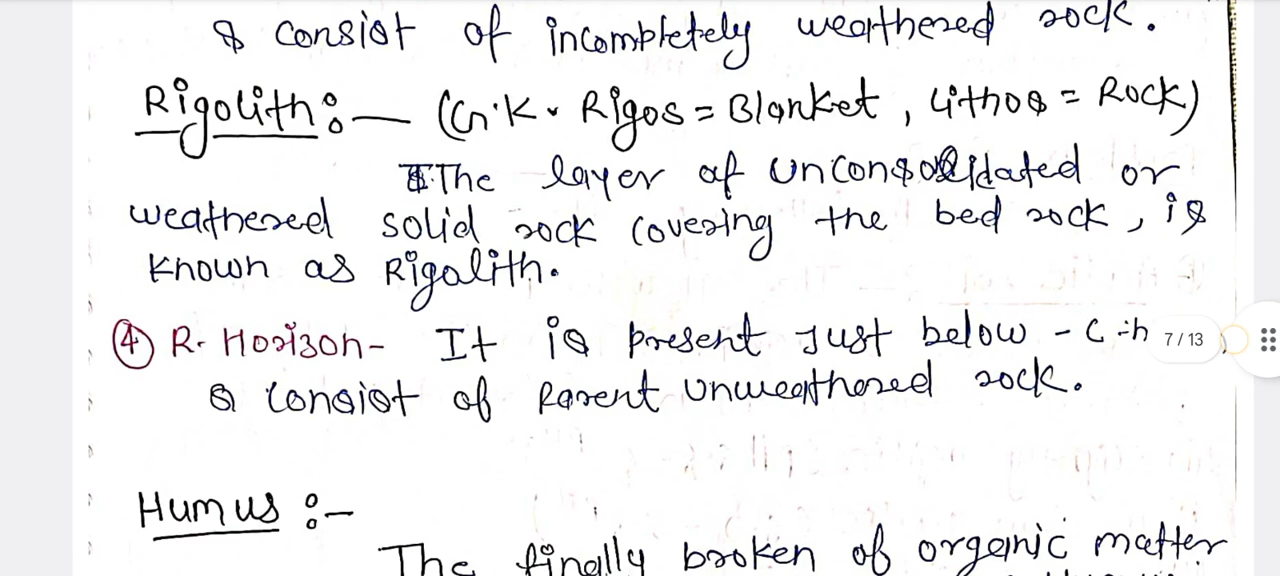 & consist of incompletely weathered rock.
Rigolith :— (G'K. Rigos = Blanket, Lithos = Rock)
The layer of unconsolidated or
weathered solid rock covering the bed rock, is
known as Rigolith.
④ R. Horizon - It is present just below - C - h
& consist of Parent unweathered rock.
7 / 13
Humus :-
The finally broken of organic matter